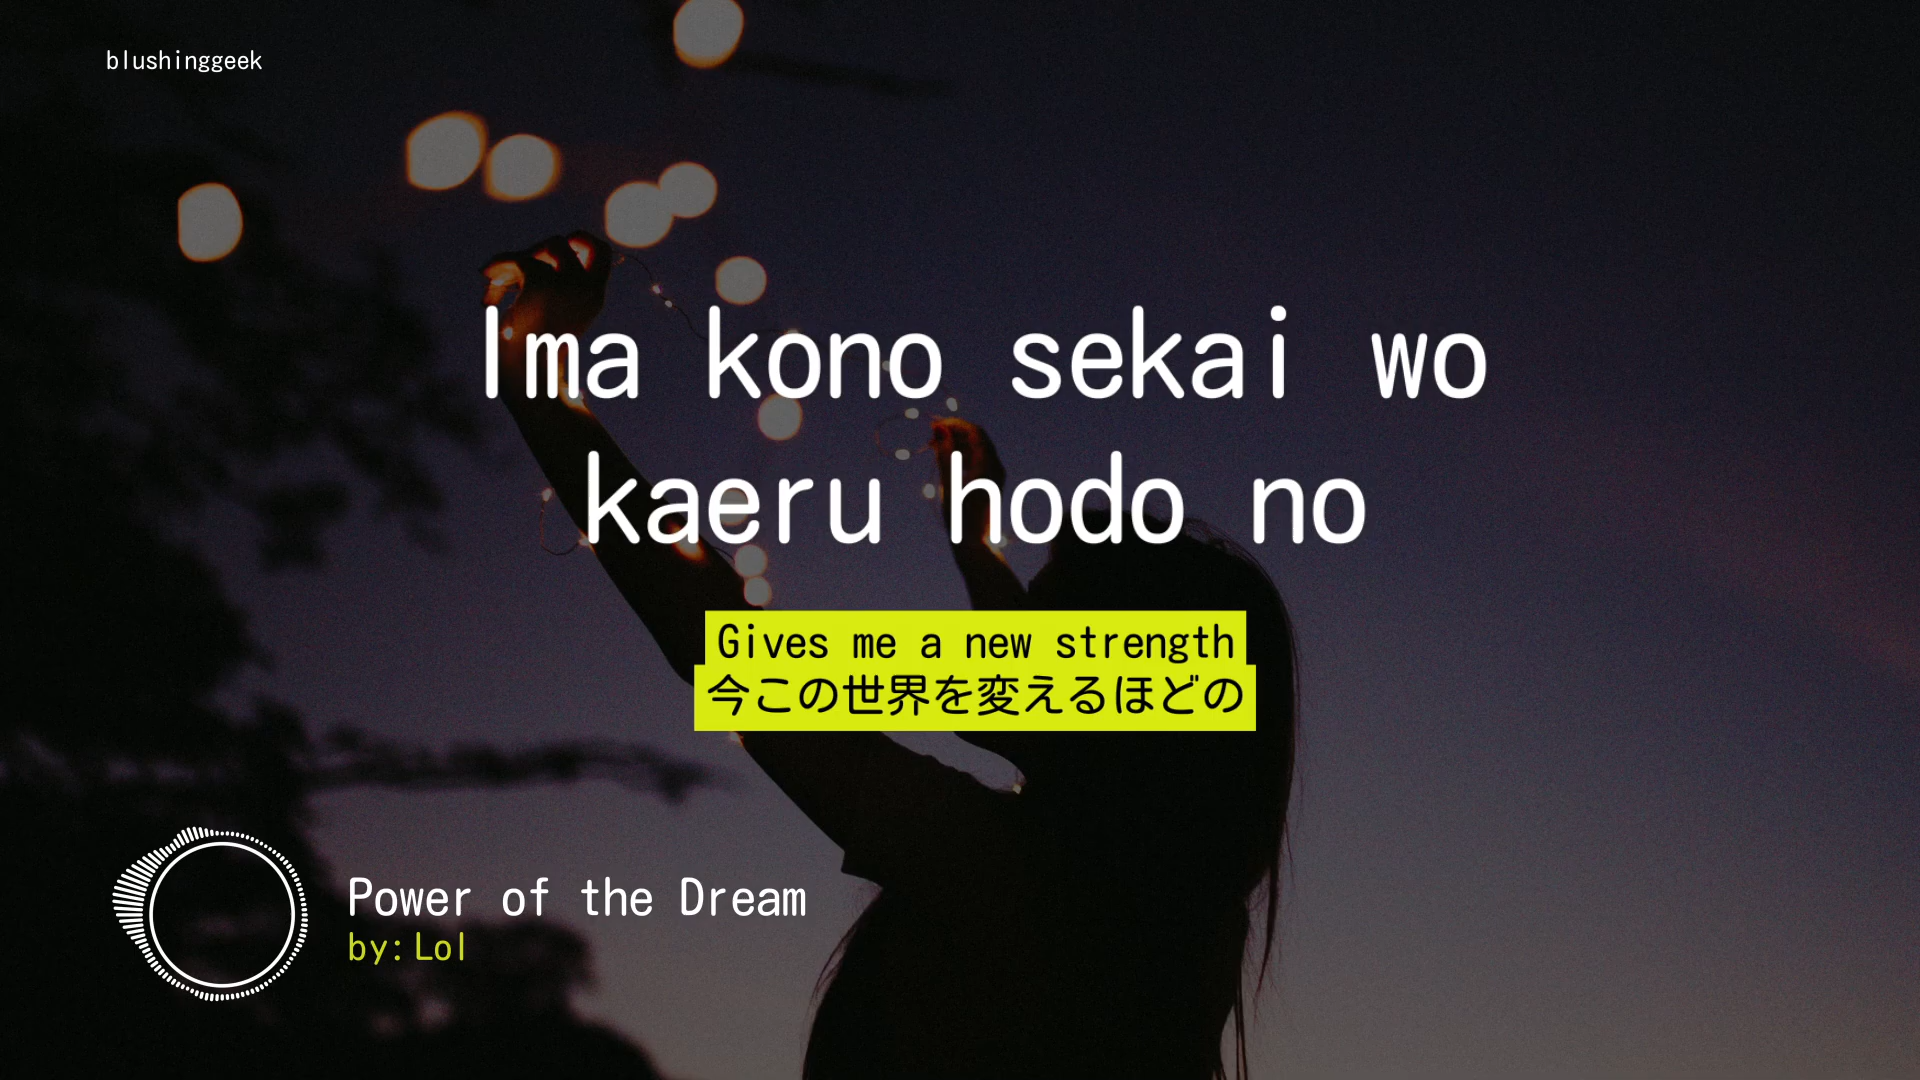 blushinggeek
Ima kono sekai wo
kaeru hodo no
Gives me a new strength
今この世界を変えるほどの
Power of the Dream
by: Lol